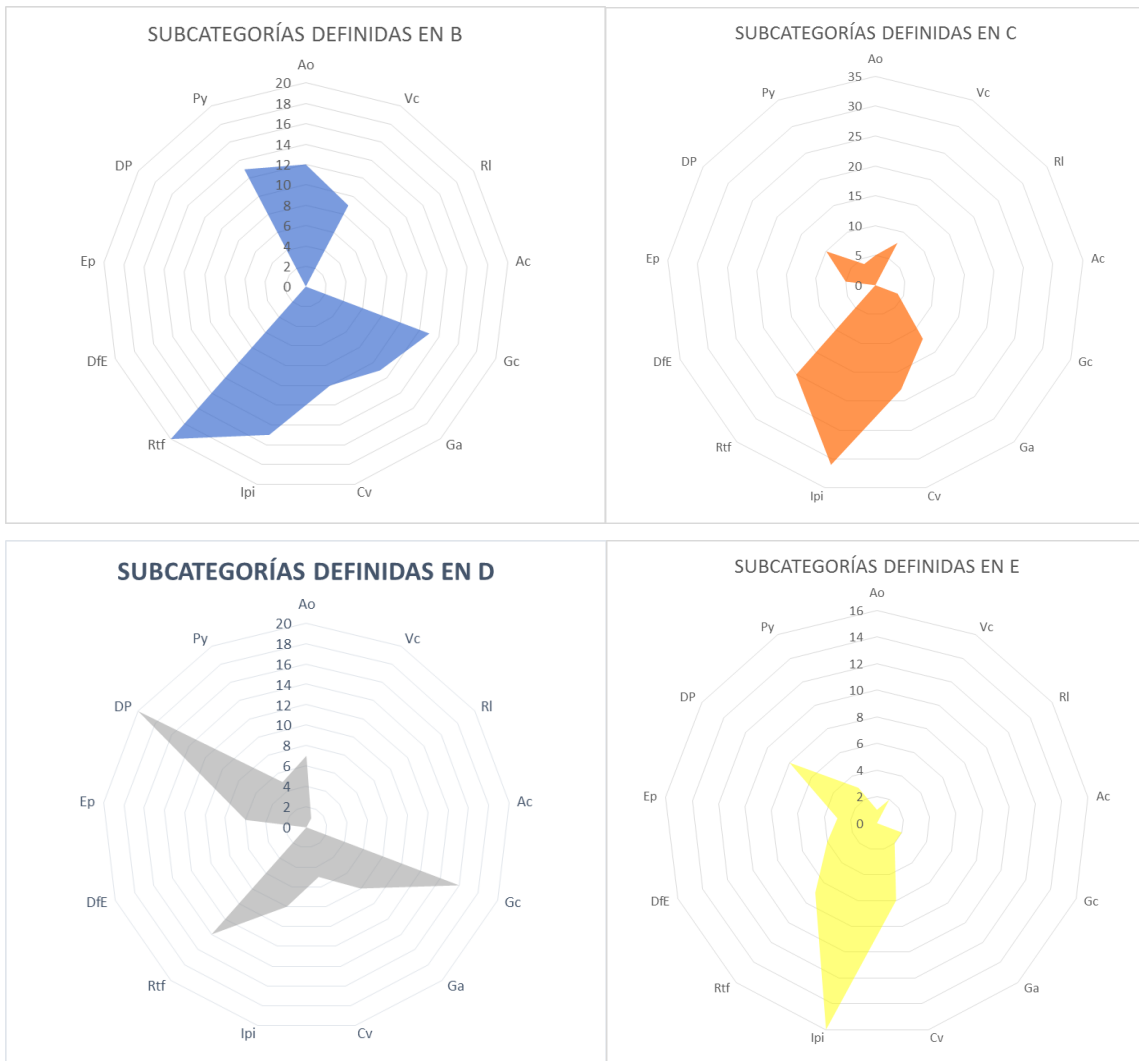 SUBCATEGORÍAS DEFINIDAS EN B
Ao
Vc
Rl
Ac
Gc
Ga
Cv
Ipi
Rtf
DfE
Ep
DP
Py
20
18
16
14
12
10
8
6
4
2
0
SUBCATEGORÍAS DEFINIDAS EN C
Ao
Vc
Rl
Ac
Gc
Ga
Cv
Ipi
Rtf
DfE
Ep
DP
Py
35
30
25
20
15
10
5
0
SUBCATEGORÍAS DEFINIDAS EN D
Ao
Vc
Rl
Ac
Gc
Ga
Cv
Ipi
Rtf
DfE
Ep
DP
Py
20
18
16
14
12
10
8
6
4
2
0
SUBCATEGORÍAS DEFINIDAS EN E
Ao
Vc
Rl
Ac
Gc
Ga
Cv
Ipi
Rtf
DfE
Ep
DP
Py
16
14
12
10
8
6
4
2
0